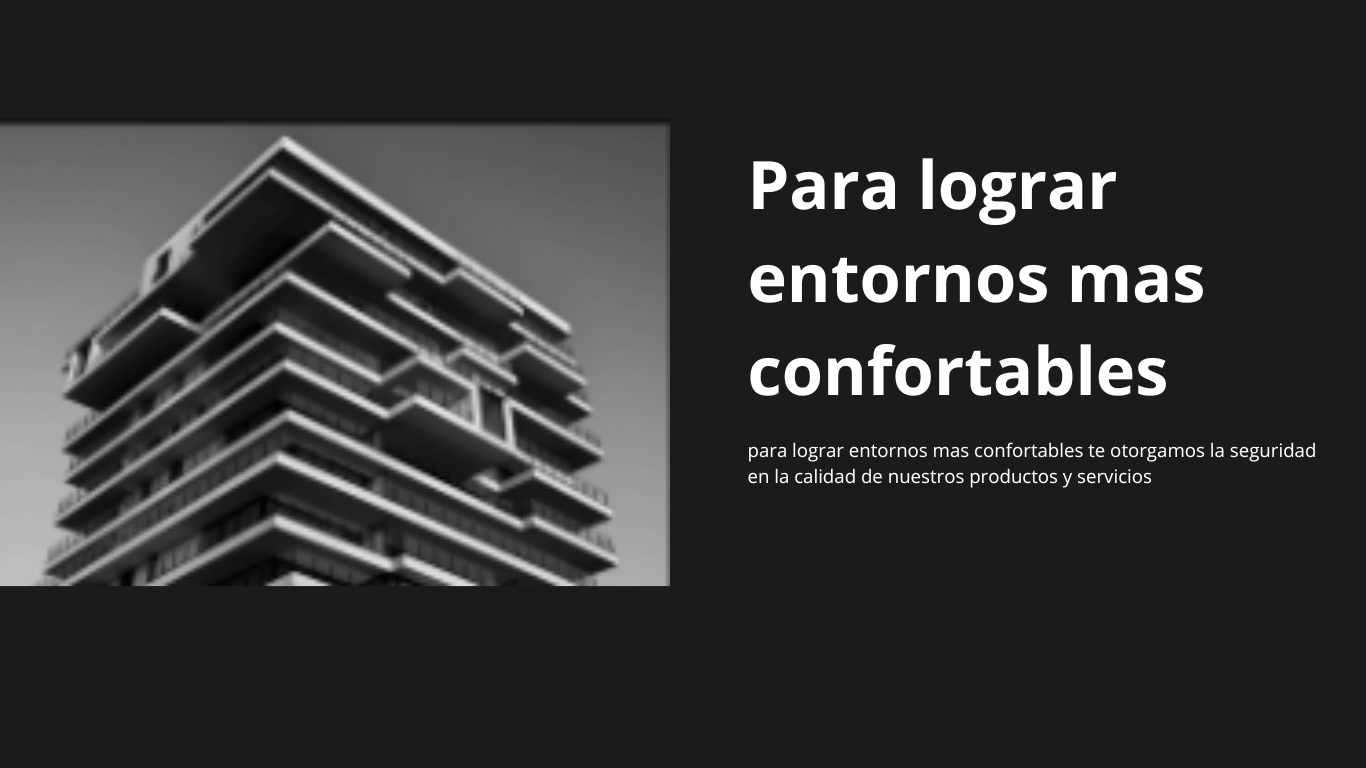 Para lograr
entornos mas
confortables
para lograr entornos mas confortables te otorgamos la seguridad
en la calidad de nuestros productos y servicios